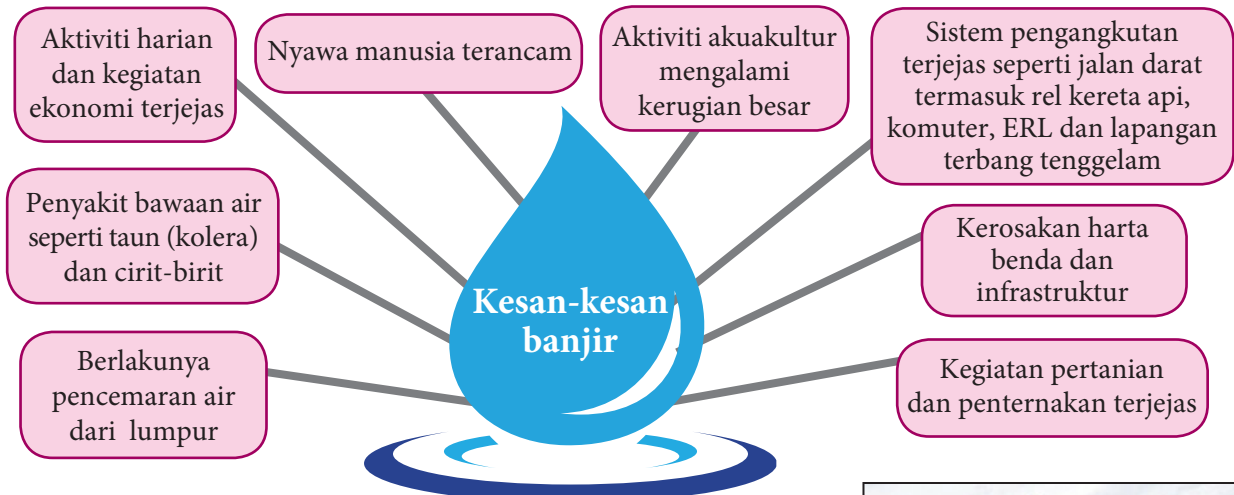 Aktiviti harian
dan kegiatan
ekonomi terjejas
Nyawa manusia terancam
Aktiviti akuakultur
mengalami
kerugian besar
Sistem pengangkutan
terjejas seperti jalan darat
termasuk rel kereta api,
komuter, ERL dan lapangan
terbang tenggelam
Penyakit bawaan air
seperti taun (kolera)
dan cirit-birit
Kerosakan harta
benda dan
infrastruktur
Kesan-kesan
banjir
Berlakunya
pencemaran air
dari lumpur
Kegiatan pertanian
dan penternakan terjejas